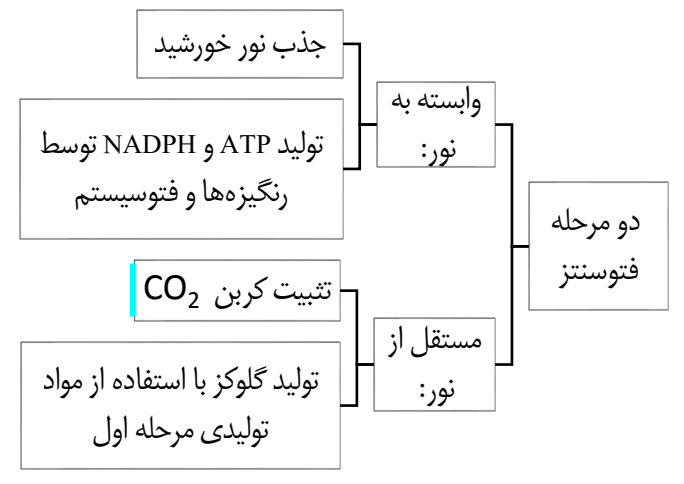 دو مرحله
فتوسنتز
وابسته به
نور:
جذب نور خورشید
تولید ATP و NADPH توسط
رنگیزه‌ها و فتوسیستم
مستقل از
نور:
تثبیت کربن CO₂
تولید گلوکز با استفاده از مواد
تولیدی مرحله اول